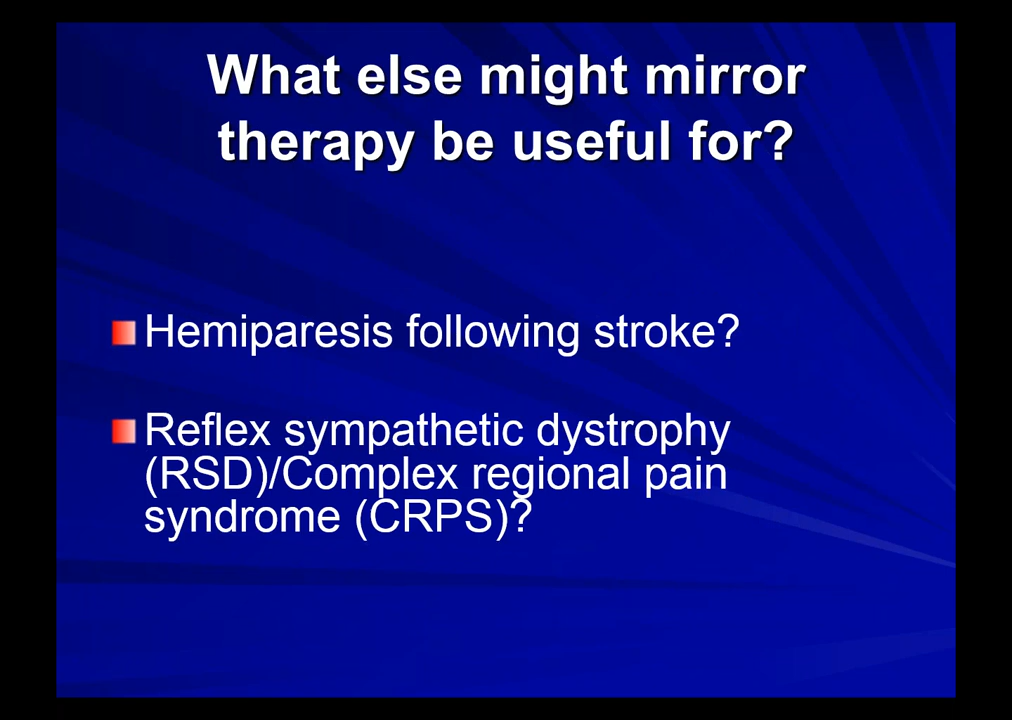 What else might mirror
therapy be useful for?
Hemiparesis following stroke?
Reflex sympathetic dystrophy
(RSD)/Complex regional pain
syndrome (CRPS)?